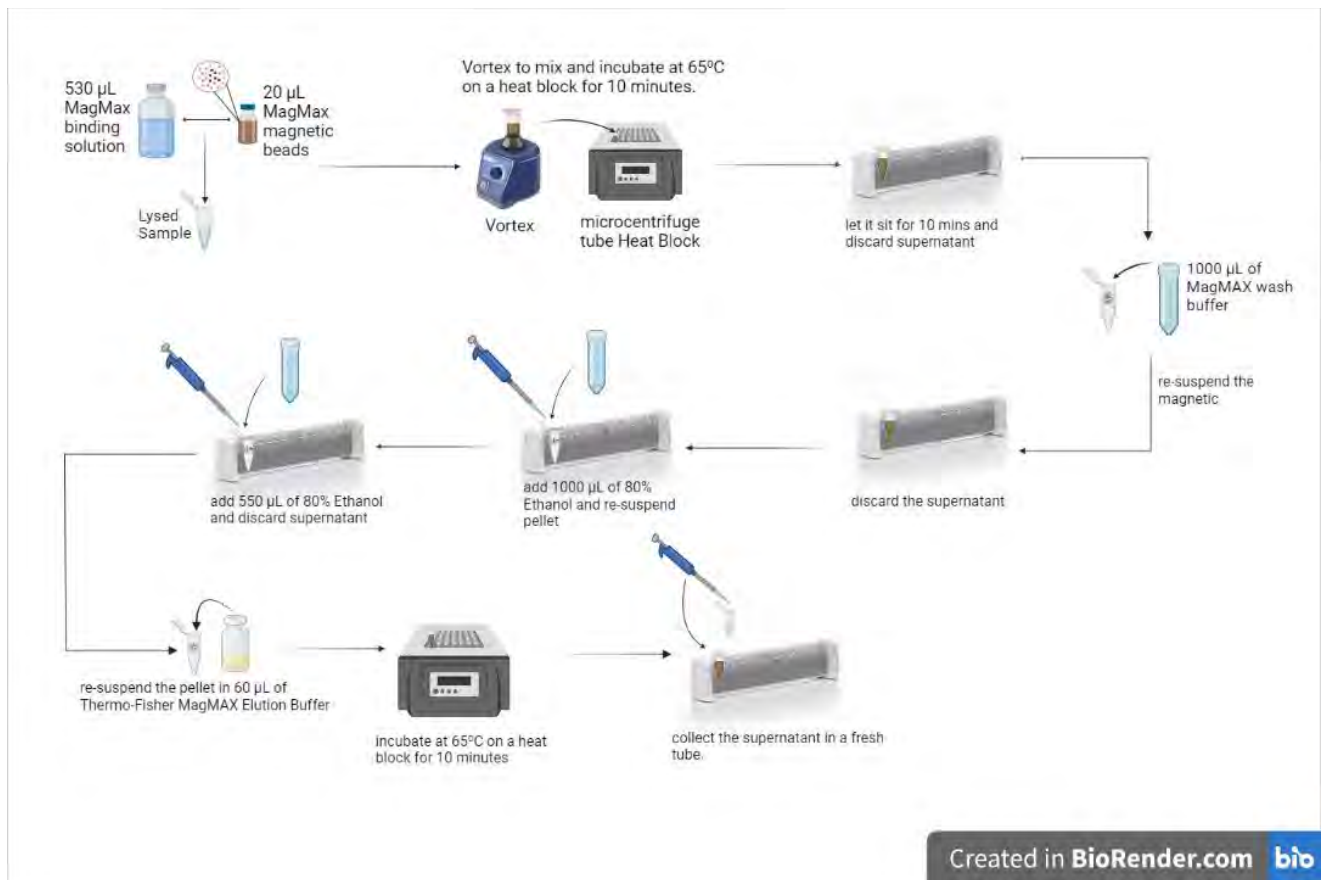 530 µL
MagMax
binding
solution
20 µL
MagMax
magnetic
beads
Lysed
Sample
Vortex to mix and incubate at 65ºC
on a heat block for 10 minutes.
Vortex
microcentrifuge
tube Heat Block
let it sit for 10 mins and
discard supernatant
1000 µL of
MagMAX wash
buffer
re-suspend the
magnetic
discard the supernatant
add 1000 µL of 80%
Ethanol and re-suspend
pellet
add 550 µL of 80% Ethanol
and discard supernatant
re-suspend the pellet in 60 µL of
Thermo-Fisher MagMAX Elution Buffer
incubate at 65ºC on a heat
block for 10 minutes
collect the supernatant in a fresh
tube.
Created in BioRender.com bio